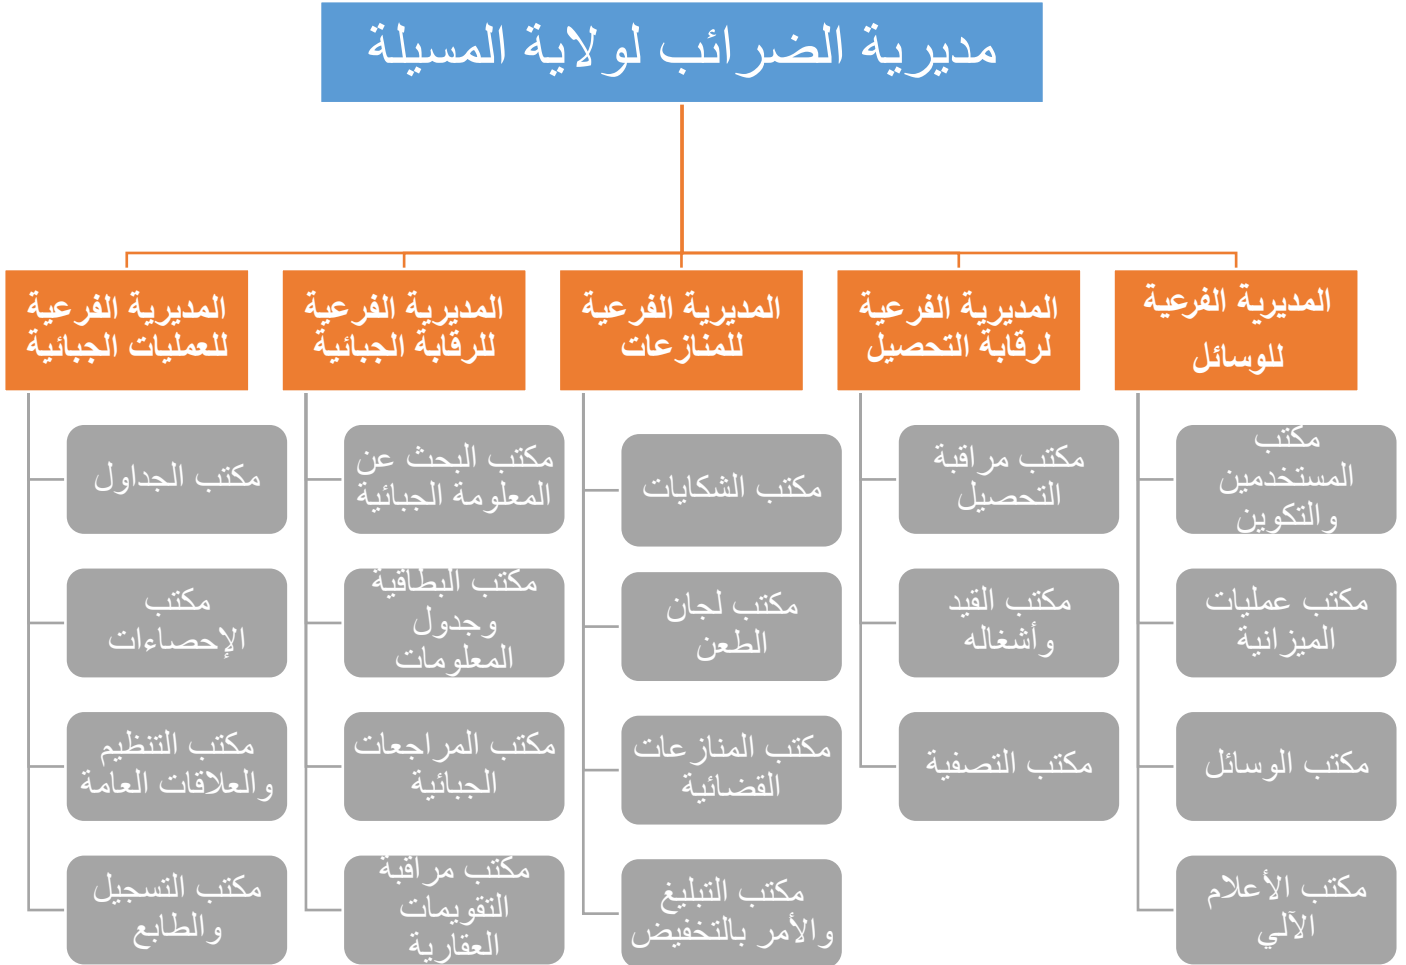 مديرية الضرائب لولاية المسيلة
المديرية الفرعية
للوسائل
مكتب
المستخدمين
والتكوين
مكتب عمليات
الميزانية
مكتب الوسائل
مكتب الأعلام
الآلي
المديرية الفرعية
لرقابة التحصيل
مكتب مراقبة
التحصيل
مكتب القيد
وأشغاله
مكتب التصفية
المديرية الفرعية
للمنازعات
مكتب الشكايات
مكتب لجان
الطعن
مكتب المنازعات
القضائية
مكتب التبليغ
والأمر بالتخفيض
المديرية الفرعية
للرقابة الجبائية
مكتب البحث عن
المعلومة الجبائية
مكتب البطاقية
وجدول
المعلومات
مكتب المراجعات
الجبائية
مكتب مراقبة
التقويمات
العقارية
المديرية الفرعية
للعمليات الجبائية
مكتب الجداول
مكتب
الإحصاءات
مكتب التنظيم
والعلاقات العامة
مكتب التسجيل
والطابع